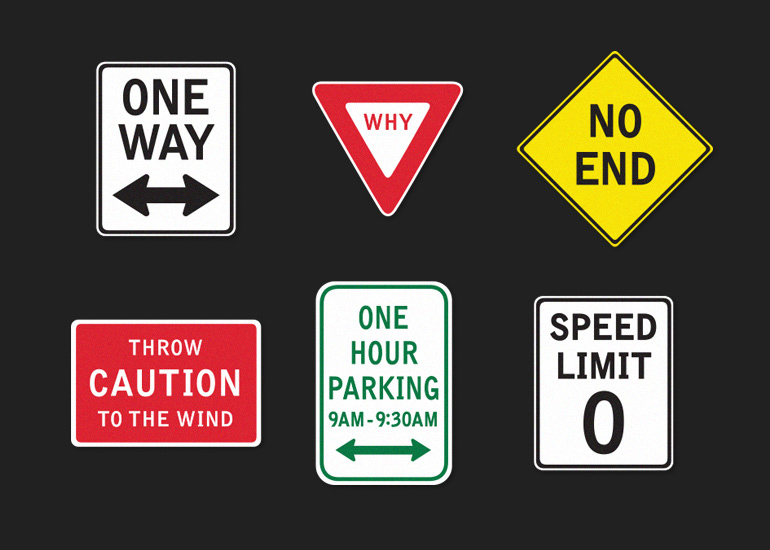 ONE
WAY
WHY
NO
END
THROW
CAUTION
TO THE WIND
ONE
HOUR
PARKING
9AM-9:30AM
SPEED
LIMIT
0